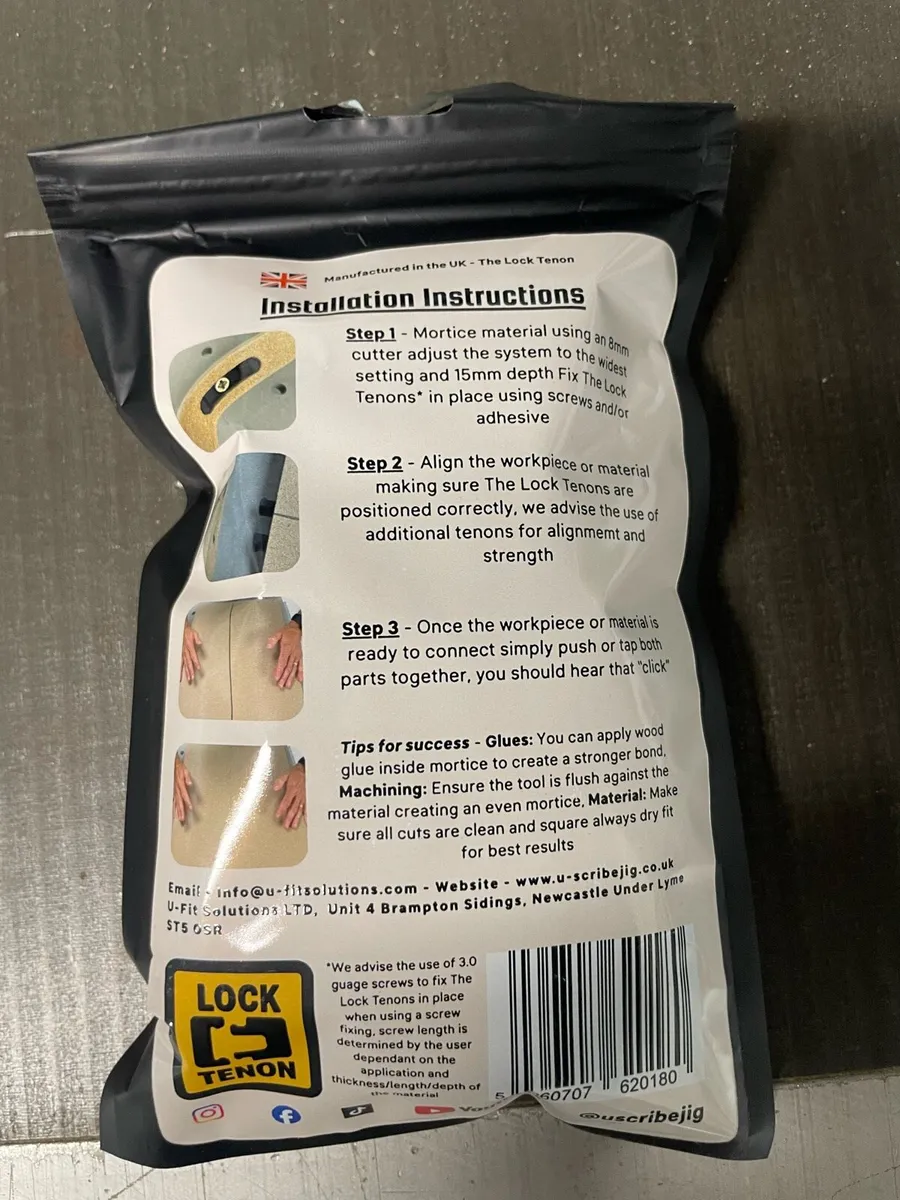 Manufactured in the UK - The Lock Tenon
Installation Instructions
Step 1 - Mortice material using an 8mm
cutter adjust the system to the widest
setting and 15mm depth Fix The Lock
Tenons* in place using screws and/or
adhesive
Step 2 - Align the workpiece or material
making sure The Lock Tenons are
positioned correctly, we advise the use of
additional tenons for alignmemt and
strength
Step 3 - Once the workpiece or material is
ready to connect simply push or tap both
parts together, you should hear that "click"
Tips for success - Glues: You can apply wood
glue inside mortice to create a stronger bond,
Machining: Ensure the tool is flush against the
material creating an even mortice, Material: Make
sure all cuts are clean and square always dry fit
for best results
Email - info@u-fitsolutions.com - Website - www.u-scribejig.co.uk
U-Fit Solutions LTD, Unit 4 Brampton Sidings, Newcastle Under Lyme
ST5 0SR
LOCK
TENON
*We advise the use of 3.0
guage screws to fix The
Lock Tenons in place
when using a screw
fixing, screw length is
determined by the user
dependant on the
application and
thickness/length/depth of
the material
5 60707 620180
@uscribejig